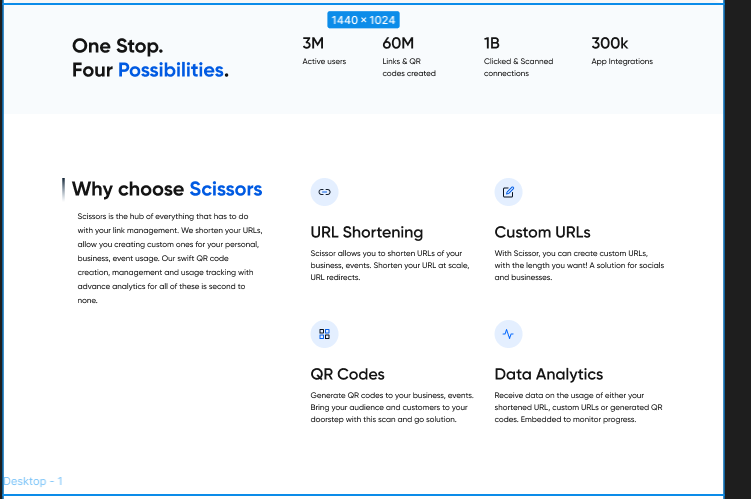 1440 × 1024
One Stop.
Four Possibilities.
3M
Active users
60M
Links & QR
codes created
1B
Clicked & Scanned
connections
300k
App Integrations
Why choose Scissors
Scissors is the hub of everything that has to do
with your link management. We shorten your URLs,
allow you creating custom ones for your personal,
business, event usage. Our swift QR code
creation, management and usage tracking with
advance analytics for all of these is second to
none.
URL Shortening
Scissor allows you to shorten URLs of your
business, events. Shorten your URL at scale,
URL redirects.
Custom URLs
With Scissor, you can create custom URLs,
with the length you want! A solution for socials
and businesses.
QR Codes
Generate QR codes to your business, events.
Bring your audience and customers to your
doorstep with this scan and go solution.
Data Analytics
Receive data on the usage of either your
shortened URL, custom URLs or generated QR
codes. Embedded to monitor progress.
Desktop - 1